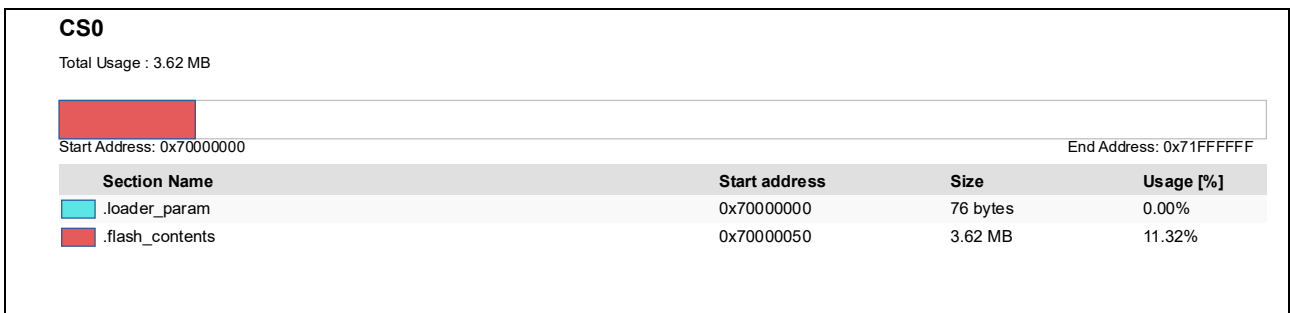 CS0
Total Usage : 3.62 MB
Start Address: 0x70000000 End Address: 0x71FFFFFF
Section Name Start address Size Usage [%]
.loader_param 0x70000000 76 bytes 0.00%
.flash_contents 0x70000050 3.62 MB 11.32%